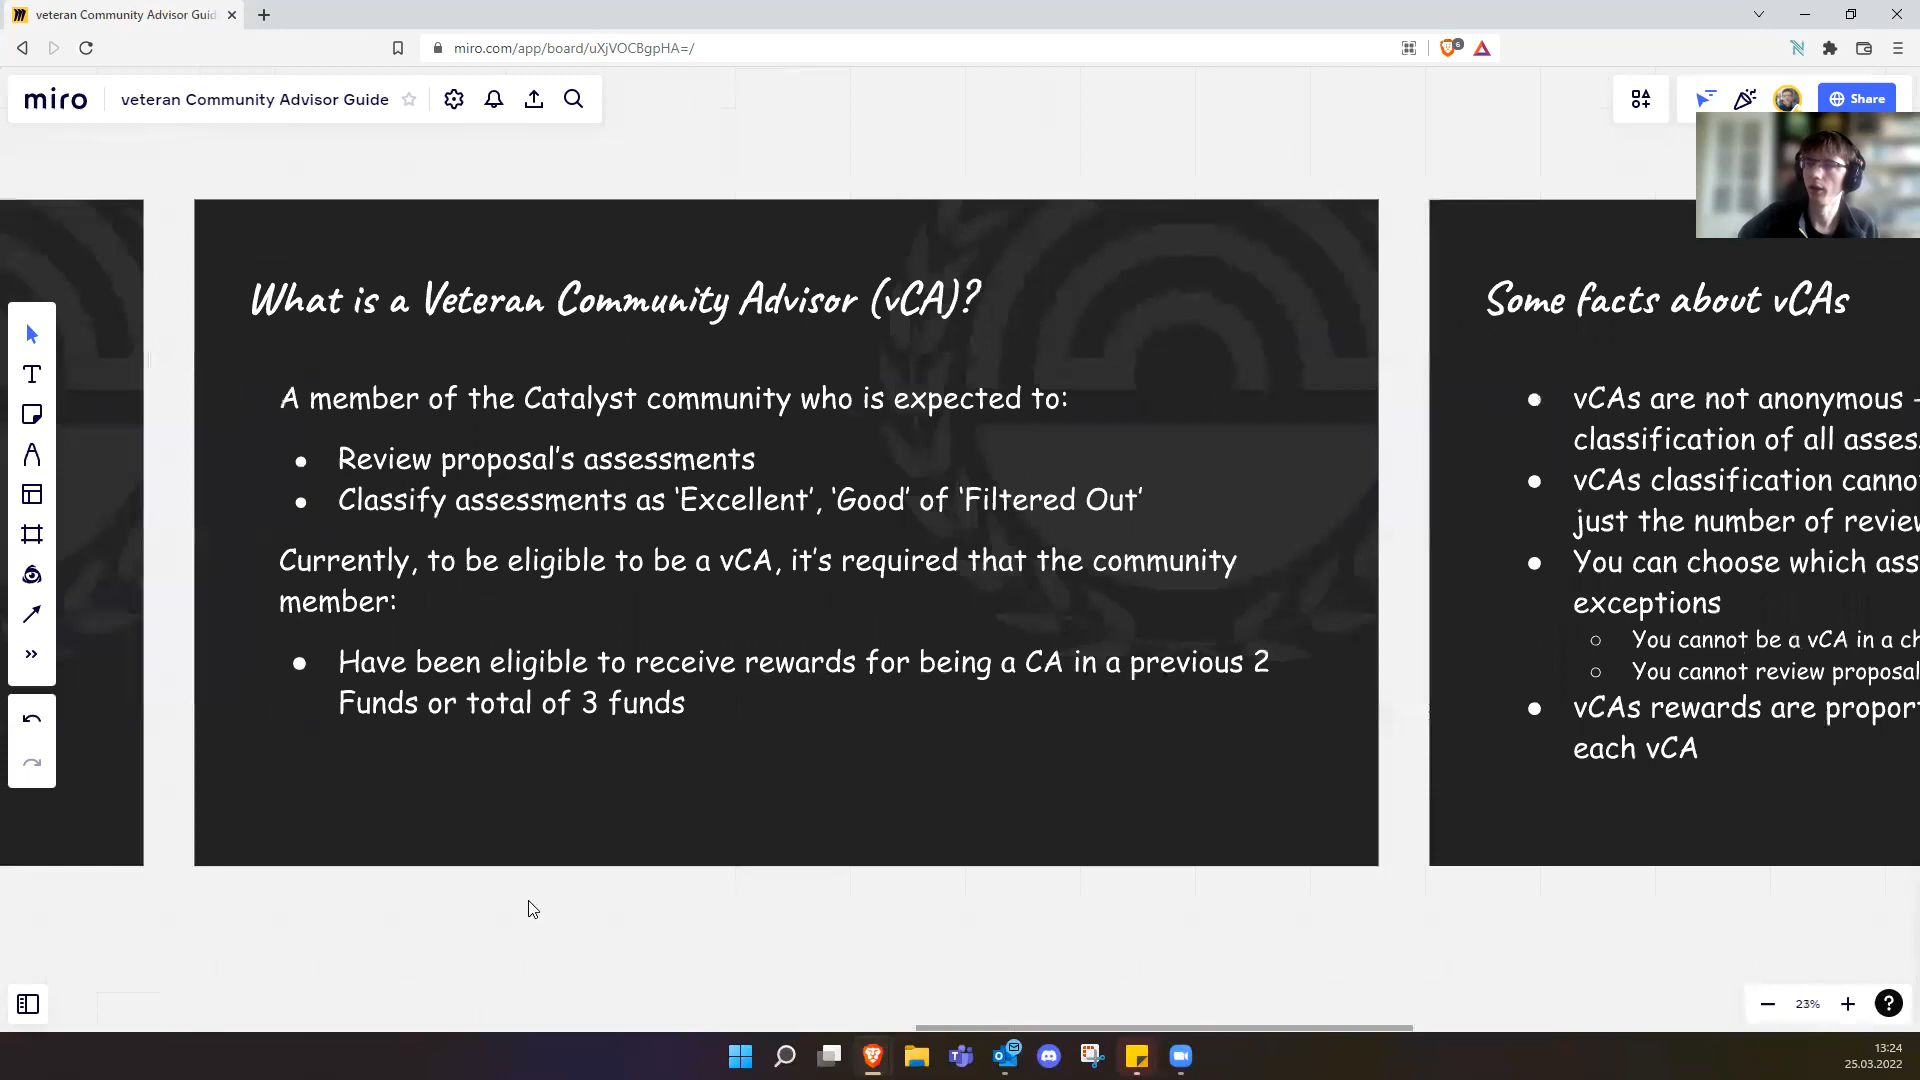 veteran Community Advisor Guid
miro.com/app/board/uXjVOCBgpHA=/
6
miro
veteran Community Advisor Guide
Share
What is a Veteran Community Advisor (vCA)?
A member of the Catalyst community who is expected to:
● Review proposal's assessments
● Classify assessments as 'Excellent', 'Good' of 'Filtered Out'
Currently, to be eligible to be a vCA, it's required that the community
member:
● Have been eligible to receive rewards for being a CA in a previous 2
Funds or total of 3 funds
Some facts about vCAs
● vCAs are not anonymous -
classification of all asses
● vCAs classification canno
just the number of review
● You can choose which ass
exceptions
○ You cannot be a vCA in a ch
○ You cannot review proposal
● vCAs rewards are proport
each vCA
23%
?
13:24
25.03.2022